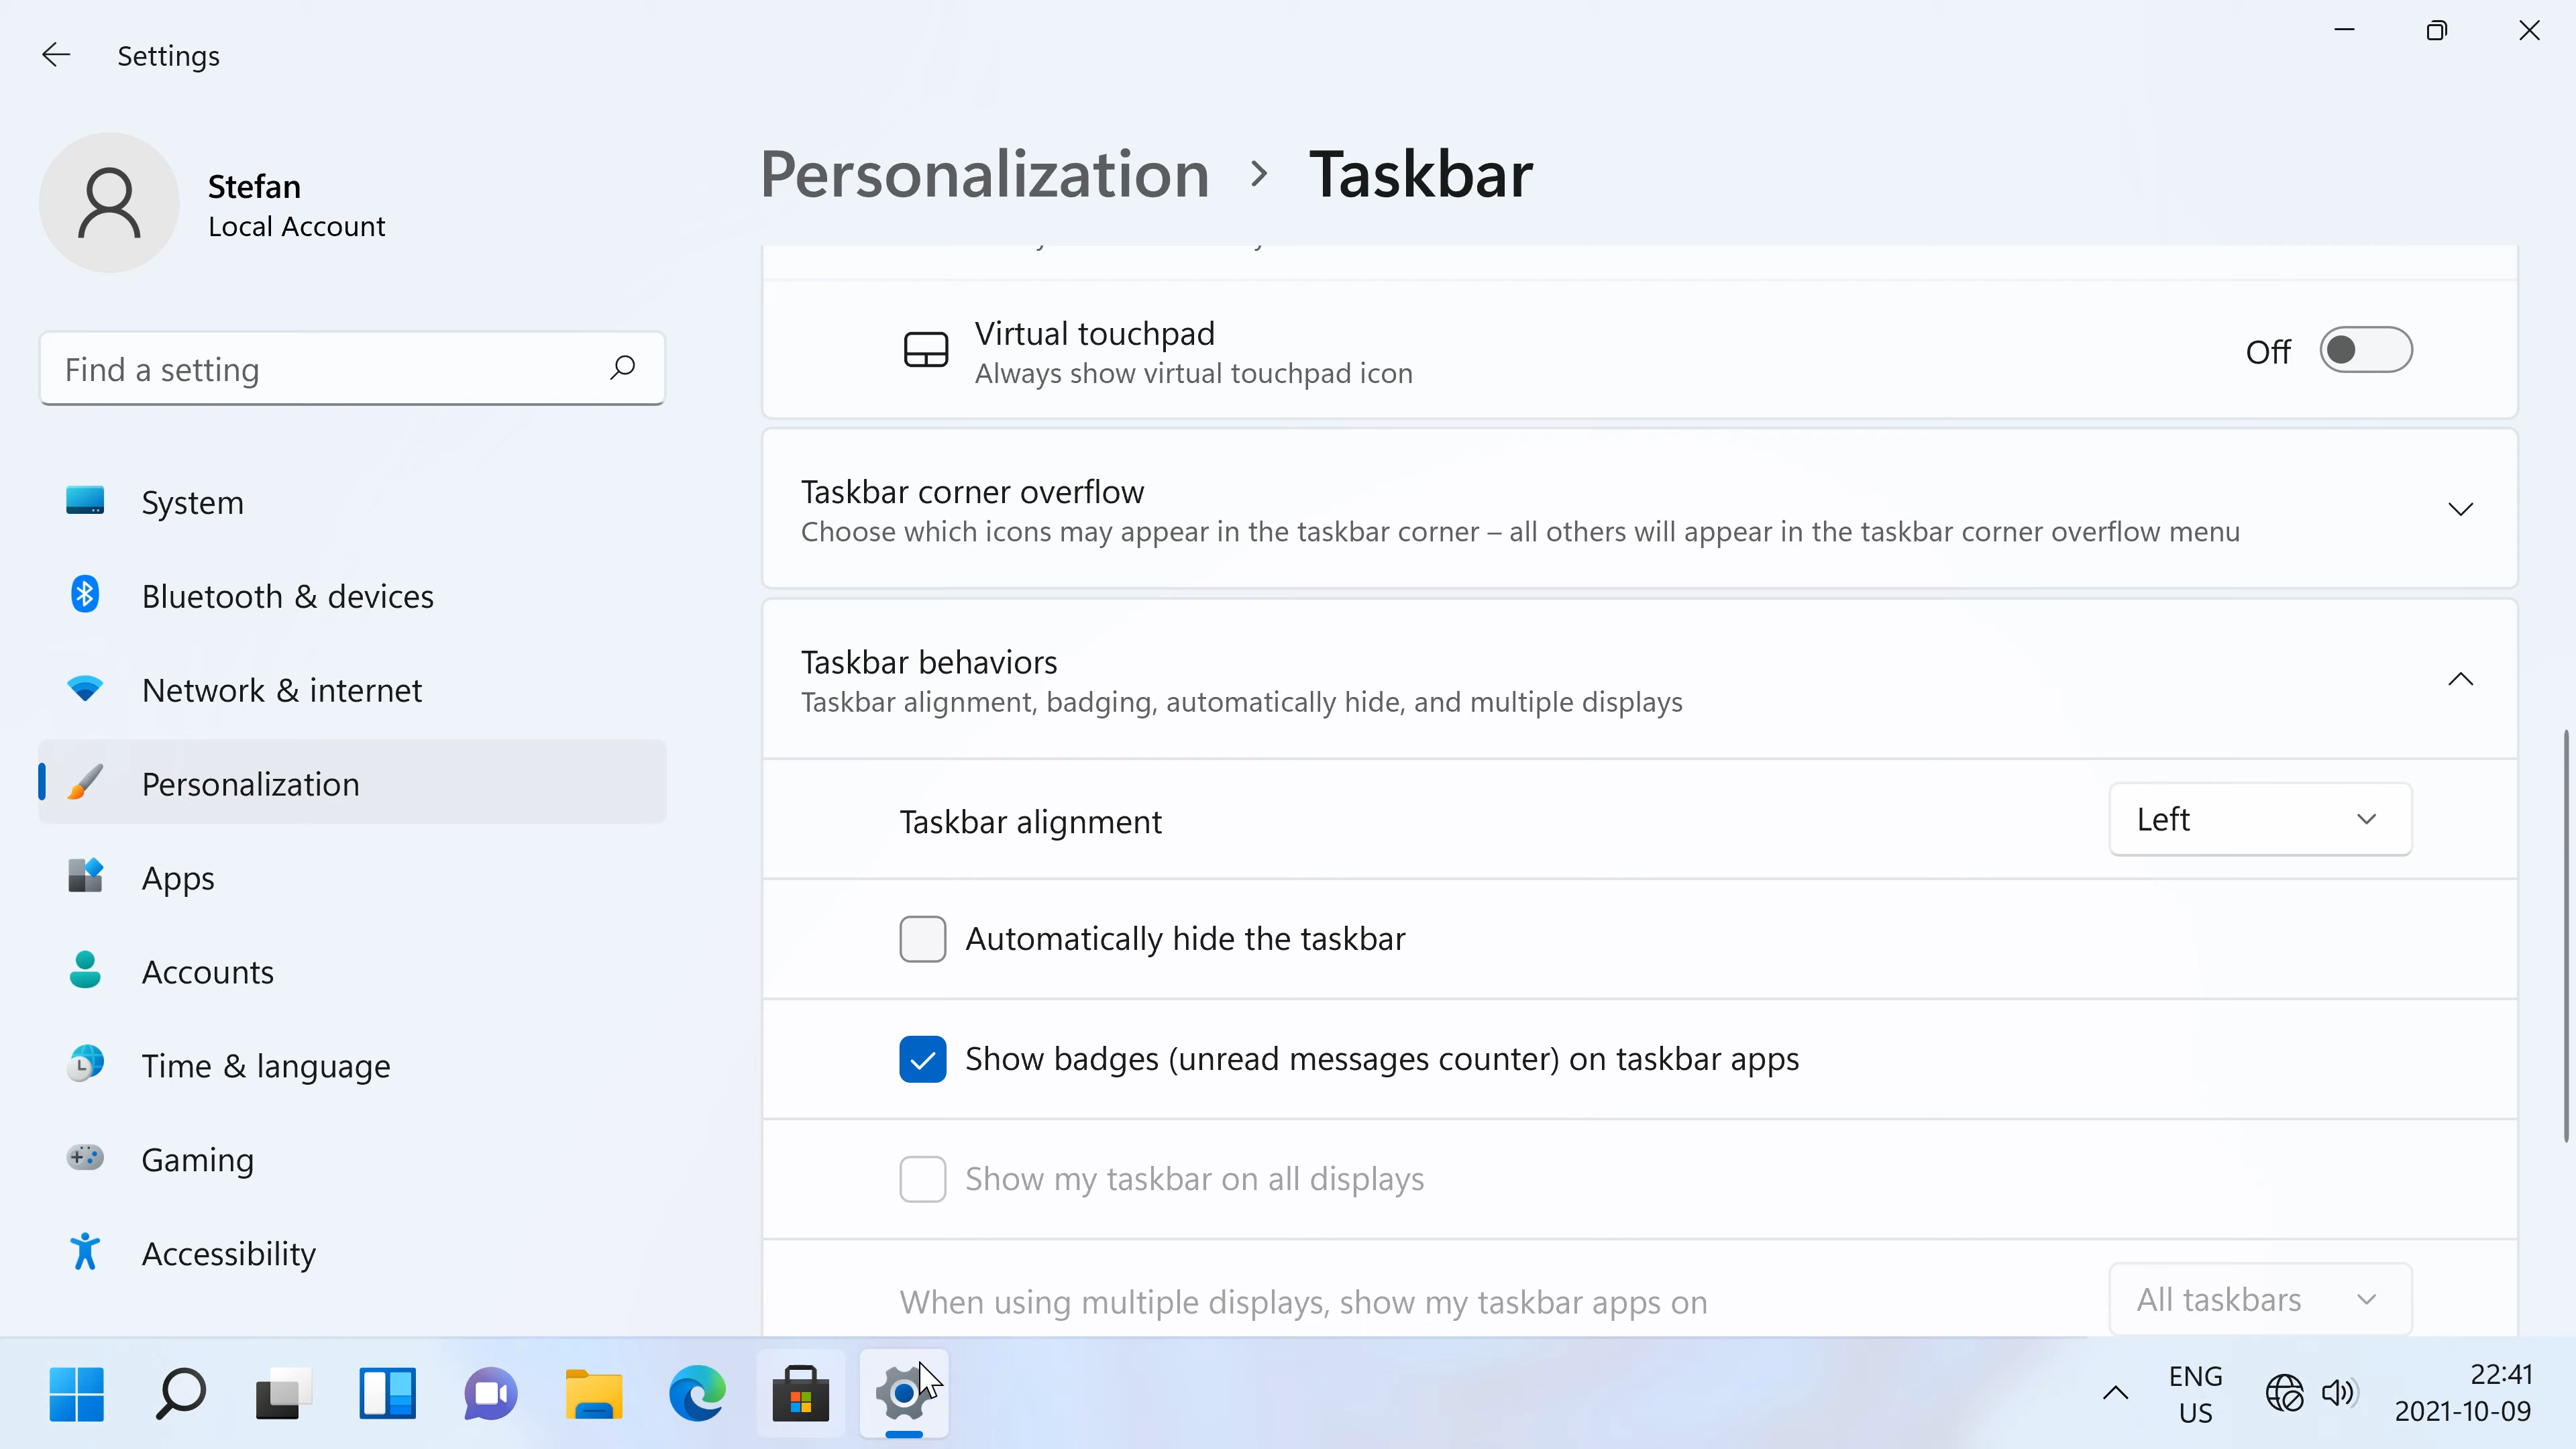 Settings
Stefan
Local Account
Find a setting
System
Bluetooth & devices
Network & internet
Personalization
Apps
Accounts
Time & language
Gaming
Accessibility
Personalization > Taskbar
Virtual touchpad
Always show virtual touchpad icon
Off
Taskbar corner overflow
Choose which icons may appear in the taskbar corner – all others will appear in the taskbar corner overflow menu
Taskbar behaviors
Taskbar alignment, badging, automatically hide, and multiple displays
Taskbar alignment
Left
Automatically hide the taskbar
Show badges (unread messages counter) on taskbar apps
Show my taskbar on all displays
When using multiple displays, show my taskbar apps on
All taskbars
ENG
US
22:41
2021-10-09